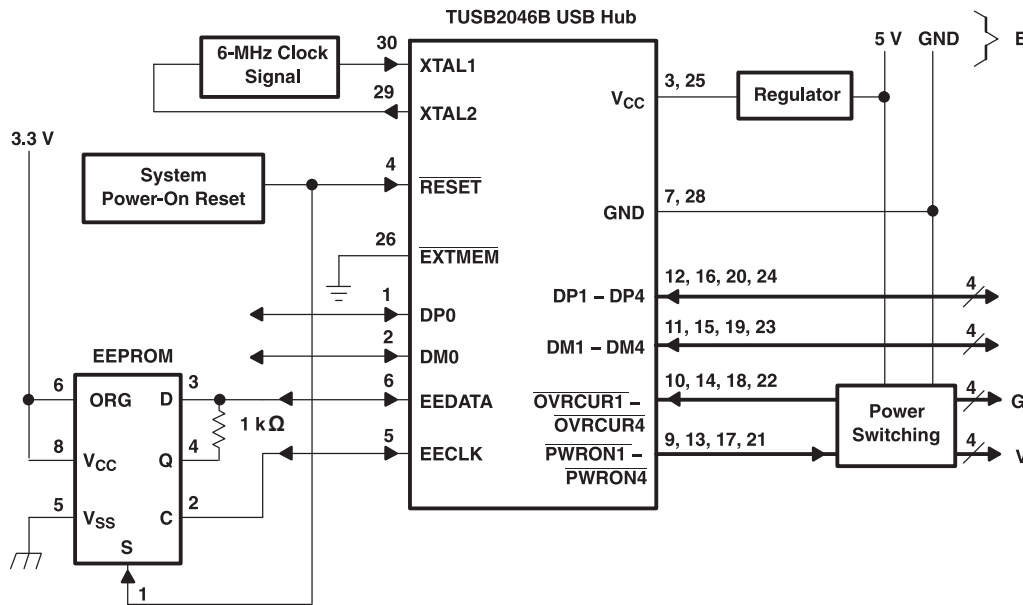 TUSB2046B USB Hub
6-MHz Clock
Signal
30
XTAL1
29
XTAL2
3.3 V
System
Power-On Reset
4
RESET
26
EXTMEM
1
DP0
2
DM0
EEPROM
6
ORG
D
3
6
EEDATA
1 kΩ
8
VCC
Q
4
5
EECLK
5
VSS
C
2
S
1
5 V
GND
VCC
3, 25
Regulator
GND
7, 28
DP1 – DP4
12, 16, 20, 24
4
DM1 – DM4
11, 15, 19, 23
4
OVRCUR1 –
OVRCUR4
10, 14, 18, 22
PWRON1 –
PWRON4
9, 13, 17, 21
Power
Switching
4
G
4